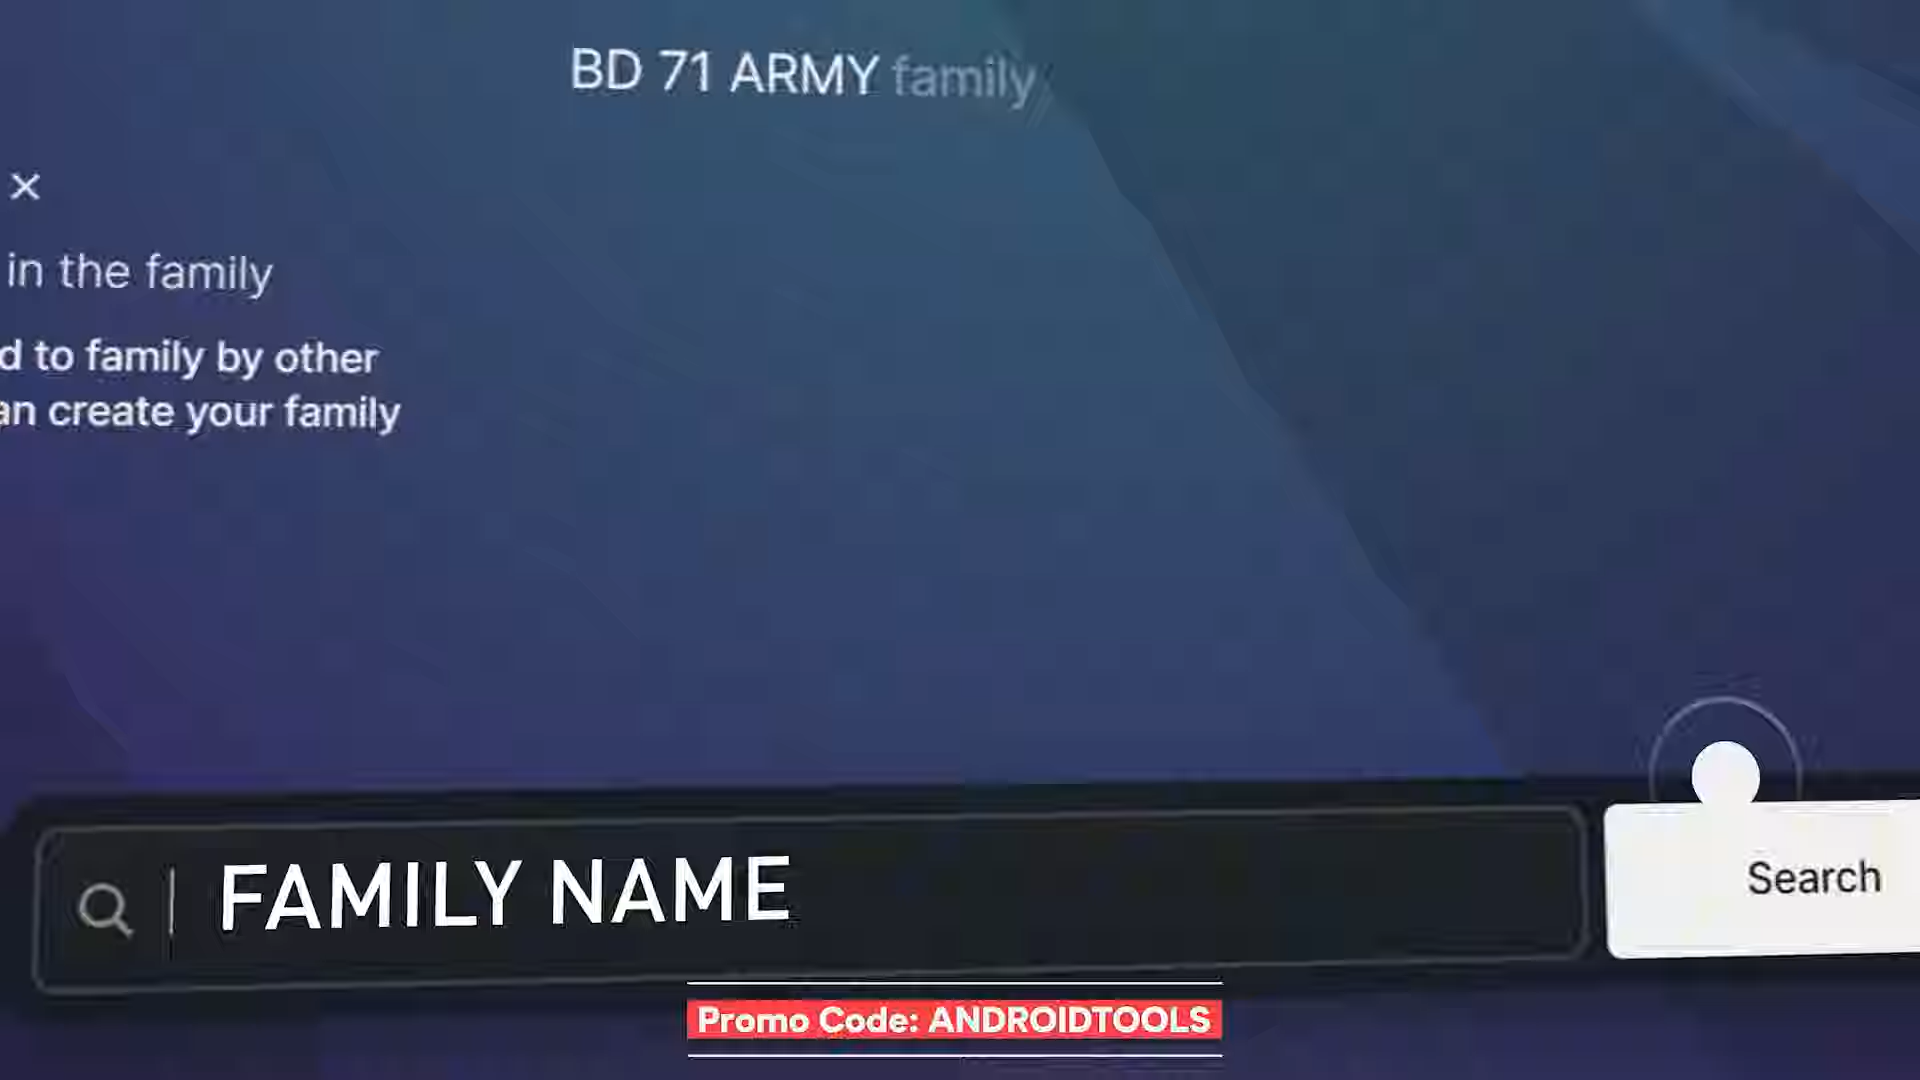 BD 71 ARMY family
×
in the family
d to family by other
an create your family
FAMILY NAME
Search
Promo Code: ANDROIDTOOLS